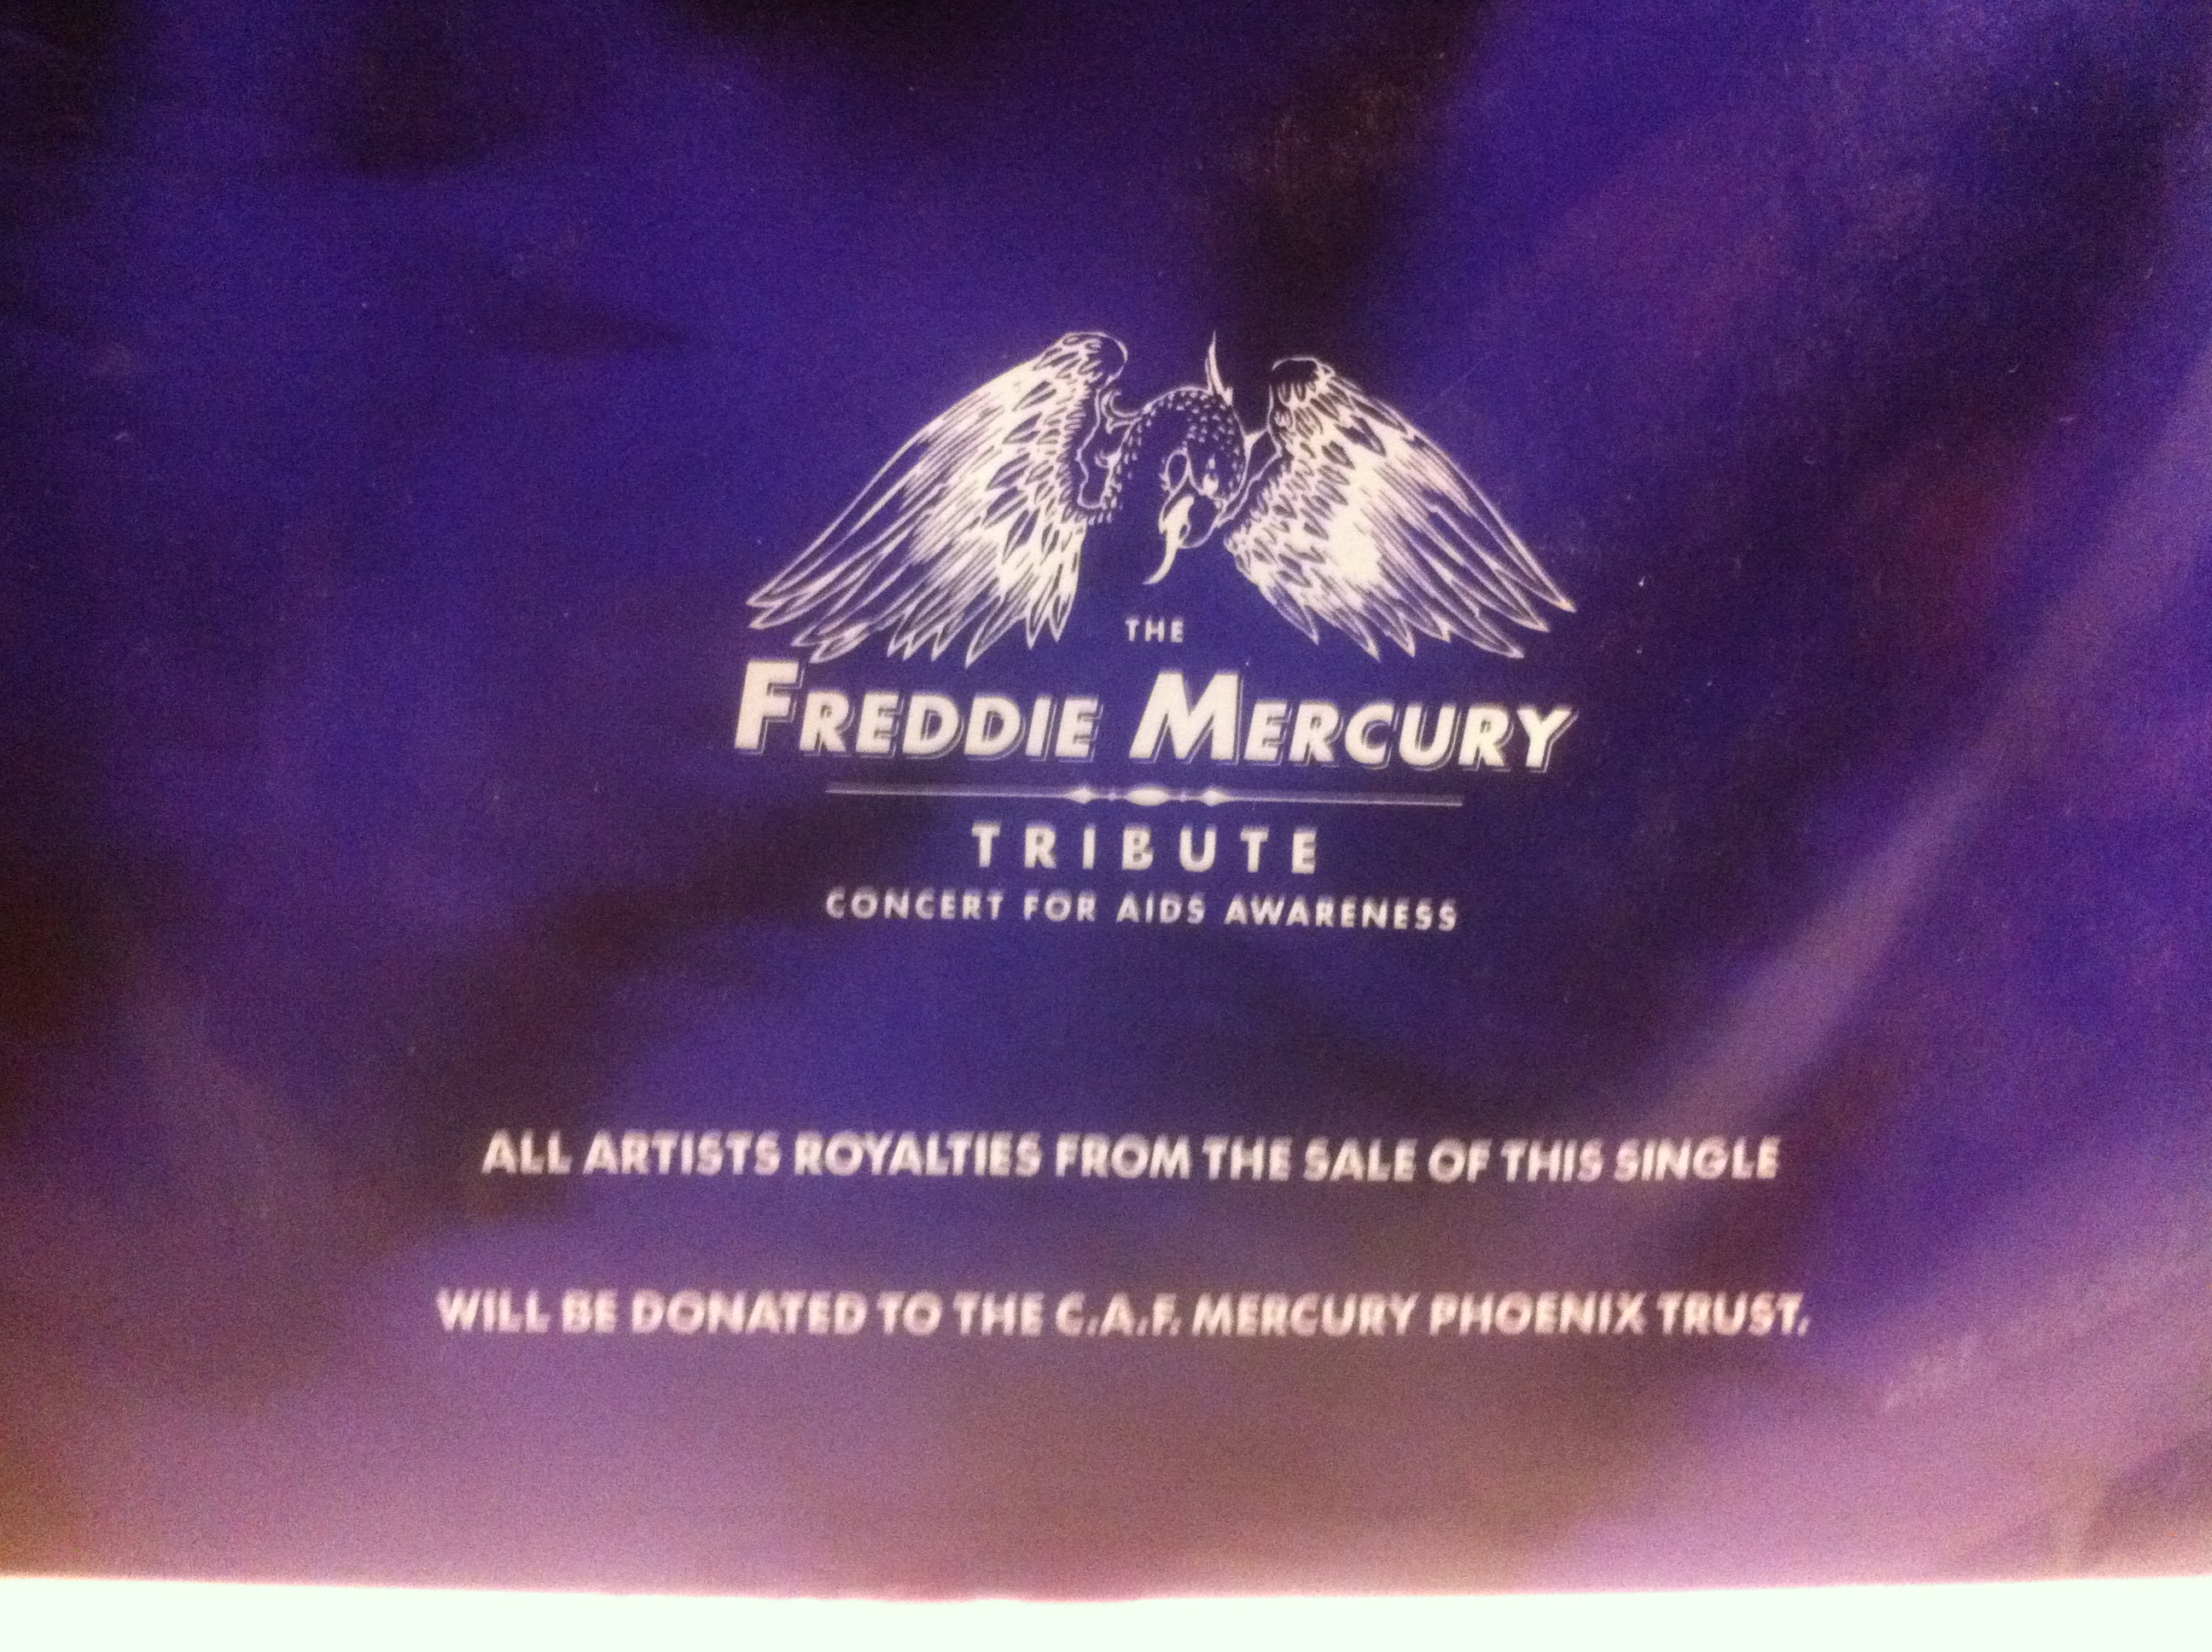 THE
FREDDIE MERCURY
TRIBUTE
CONCERT FOR AIDS AWARENESS
ALL ARTISTS ROYALTIES FROM THE SALE OF THIS SINGLE
WILL BE DONATED TO THE C.A.F. MERCURY PHOENIX TRUST.